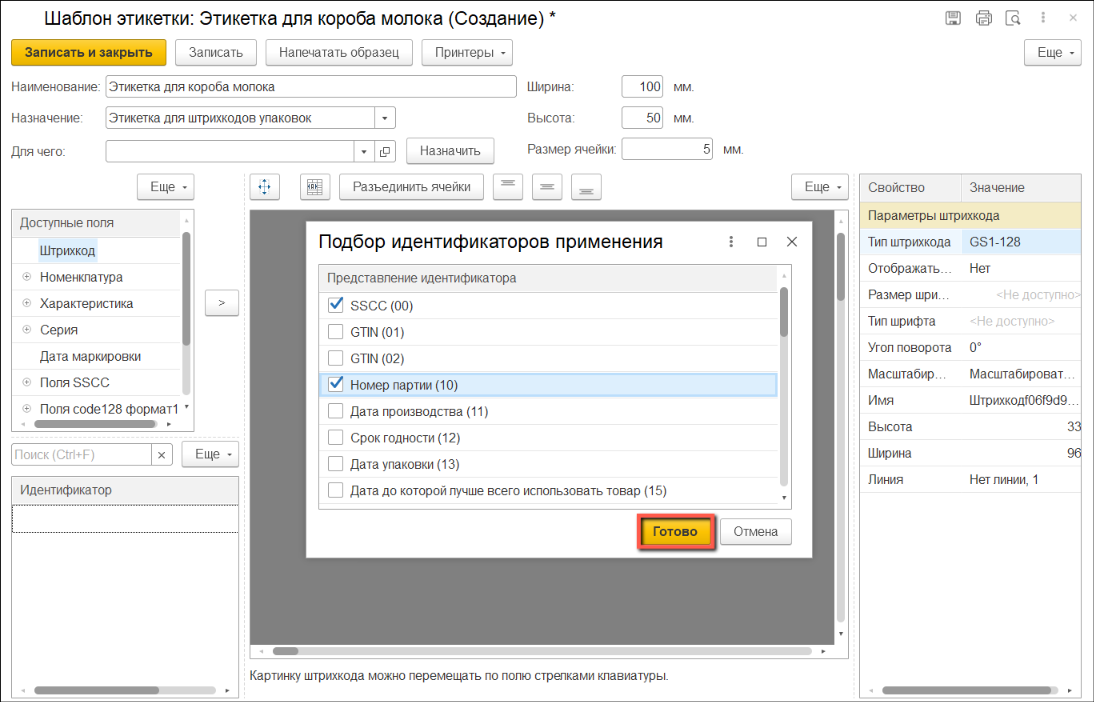 Шаблон этикетки: Этикетка для короба молока (Создание) *
Записать и закрыть Записать Напечатать образец Принтеры Еще
Наименование: Этикетка для короба молока Ширина: 100 мм.
Назначение: Этикетка для штрихкодов упаковок Высота: 50 мм.
Для чего: Назначить Размер ячейки: 5 мм.
Еще Разъединить ячейки Еще
Доступные поля
Штрихкод
Номенклатура
Характеристика
Серия
Дата маркировки
Поля SSCC
Поля code128 формат1
>
Поиск (Ctrl+F) × Еще
Идентификатор
Подбор идентификаторов применения
Представление идентификатора
SSCC (00)
GTIN (01)
GTIN (02)
Номер партии (10)
Дата производства (11)
Срок годности (12)
Дата упаковки (13)
Дата до которой лучше всего использовать товар (15)
Готово Отмена
Картинку штрихкода можно перемещать по полю стрелками клавиатуры.
Свойство Значение
Параметры штрихкода
Тип штрихкода GS1-128
Отображать... Нет
Размер шри... <Не доступно>
Тип шрифта <Не доступно>
Угол поворота 0°
Масштабир... Масштабироват...
Имя Штрихкодf06f9d9...
Высота 33
Ширина 96
Линия Нет линии, 1